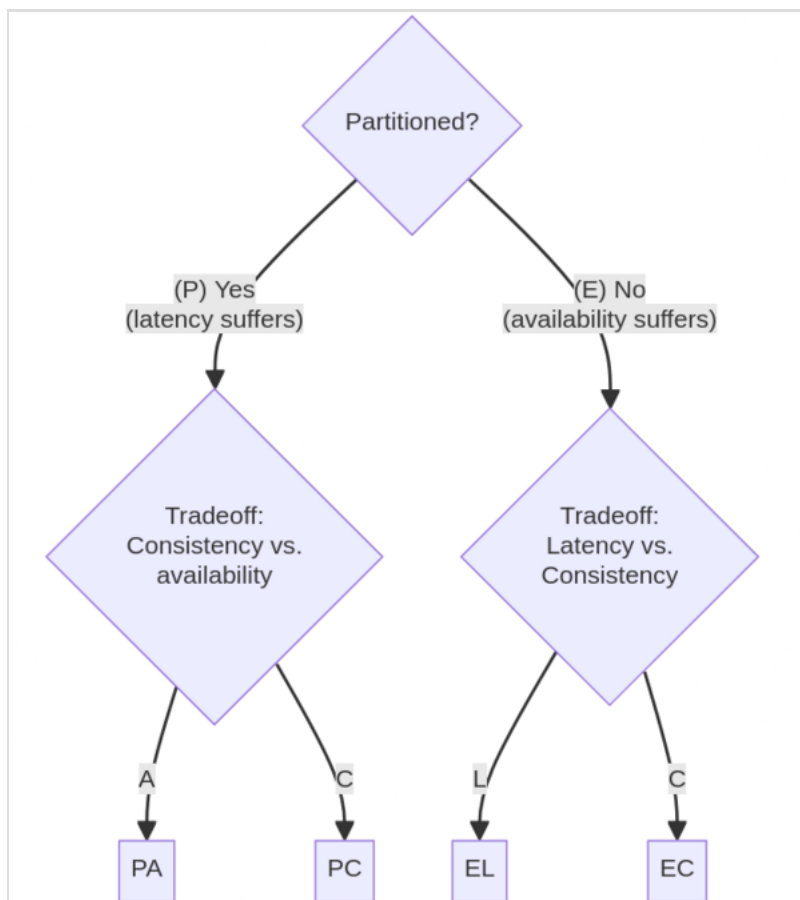 Partitioned?
(P) Yes
(latency suffers)
(E) No
(availability suffers)
Tradeoff:
Consistency vs.
availability
Tradeoff:
Latency vs.
Consistency
A
C
L
C
PA
PC
EL
EC